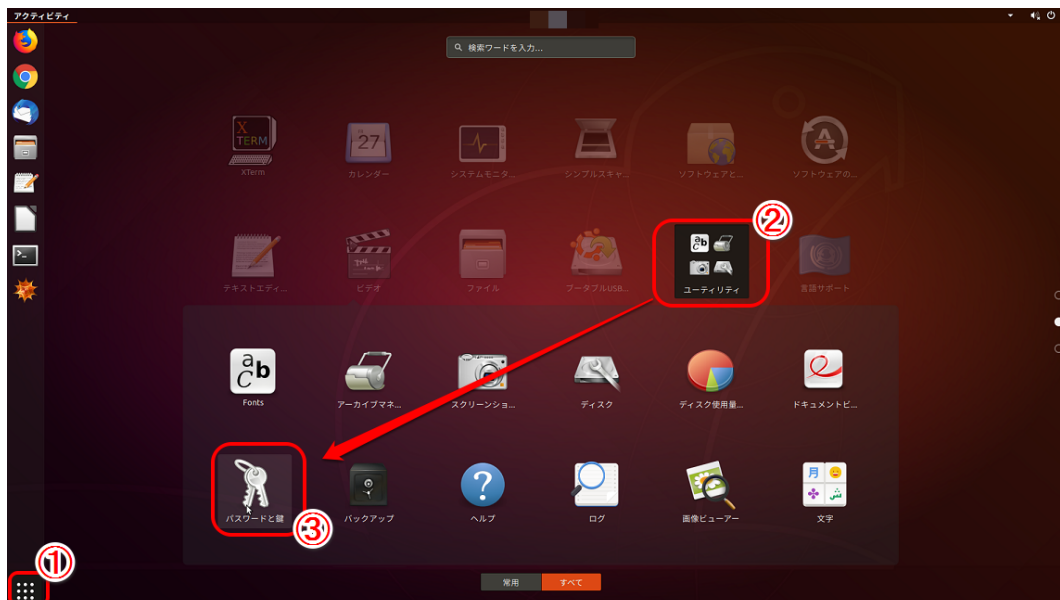 アクティビティ
検索ワードを入力...
X
TERM
27
XTerm
カレンダー
システムモニタ...
シンプルスキャ...
ソフトウェアと...
ソフトウェアの...
②
テキストエディ...
ビデオ
ファイル
ブータブルUSB...
ユーティリティ
言語サポート
Fonts
アーカイブマネ...
スクリーンショ...
ディスク
ディスク使用量...
ドキュメントビ...
パスワードと鍵
バックアップ
ヘルプ
ログ
画像ビューアー
文字
③
①
常用
すべて